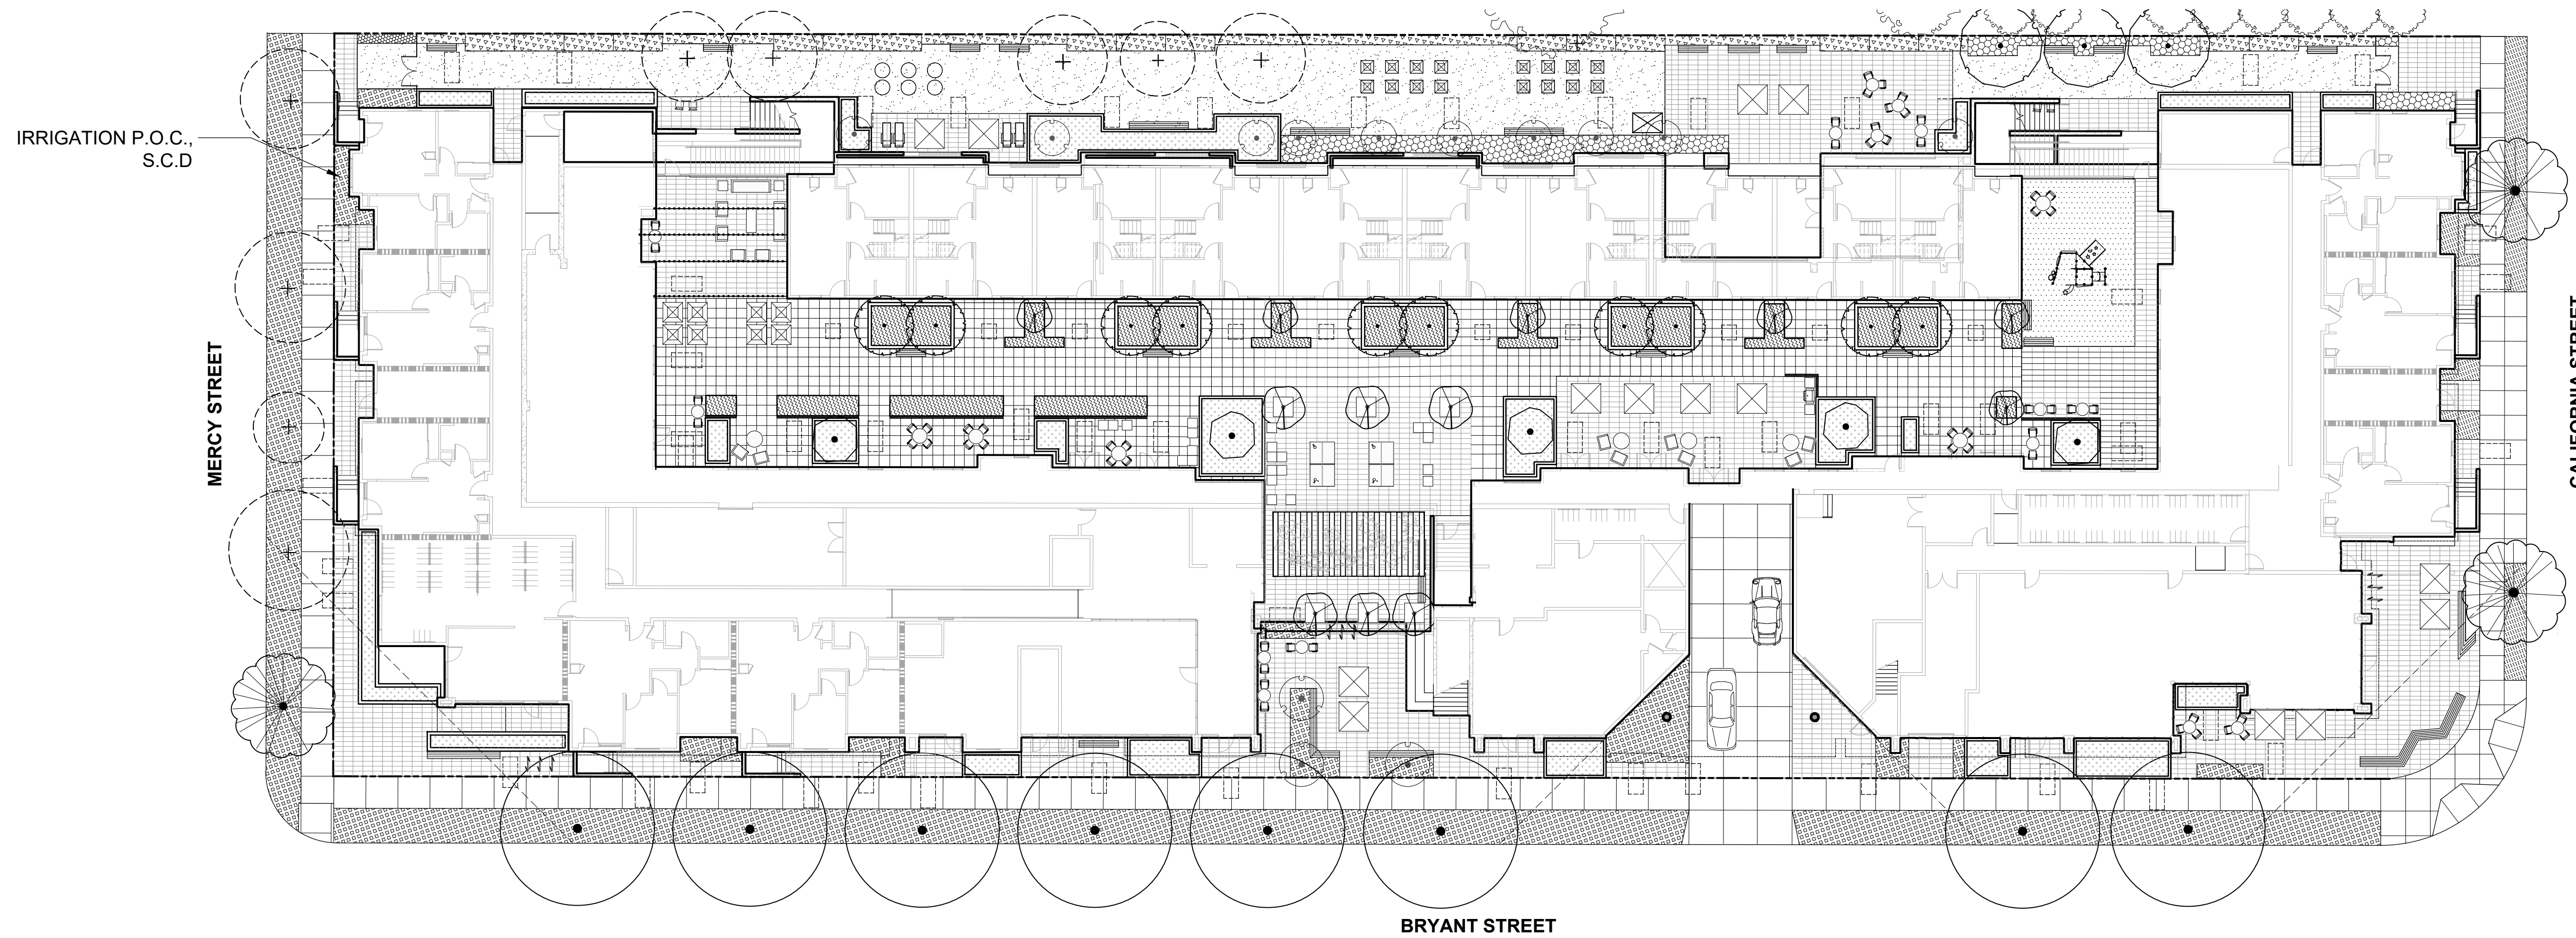 IRRIGATION P.O.C.,
S.C.D
MERCY STREET
CALIFORNIA STREET
BRYANT STREET